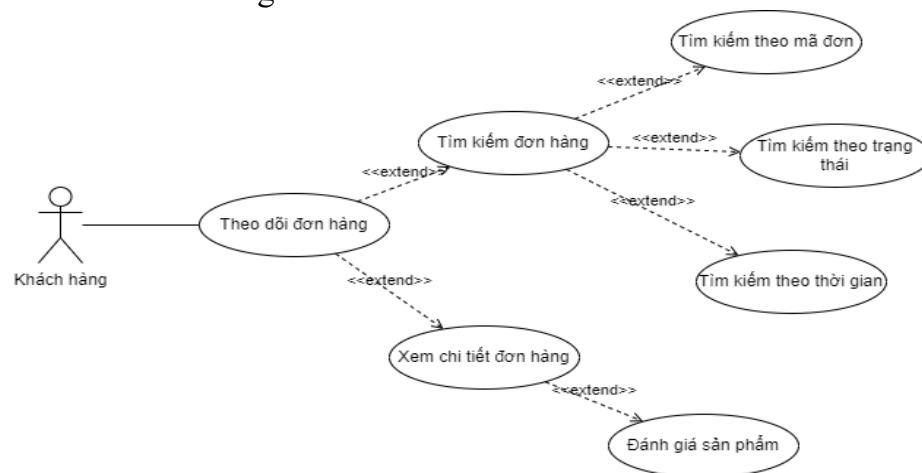 Tìm kiếm theo mã đơn
<<extend>>
Tìm kiếm đơn hàng
<<extend>>
Tìm kiếm theo trạng
thái
<<extend>>
<<extend>>
Theo dõi đơn hàng
Khách hàng
<<extend>>
Tìm kiếm theo thời gian
Xem chi tiết đơn hàng
<<extend>>
Đánh giá sản phẩm